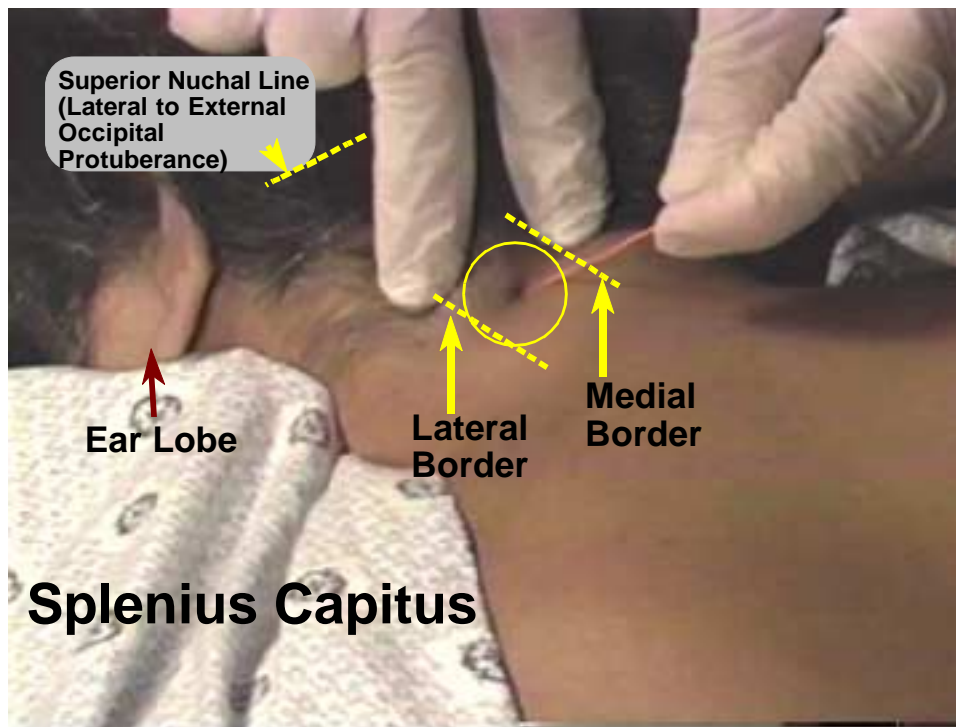 Superior Nuchal Line
(Lateral to External
Occipital
Protuberance)
Ear Lobe
Lateral
Border
Medial
Border
Splenius Capitus